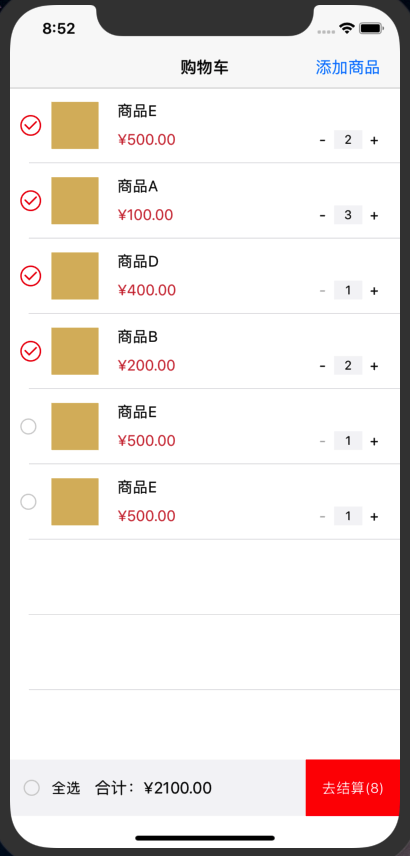 8:52
购物车 添加商品
商品E
¥500.00 - 2 +
商品A
¥100.00 - 3 +
商品D
¥400.00 - 1 +
商品B
¥200.00 - 2 +
商品E
¥500.00 - 1 +
商品E
¥500.00 - 1 +
全选 合计：¥2100.00 去结算(8)